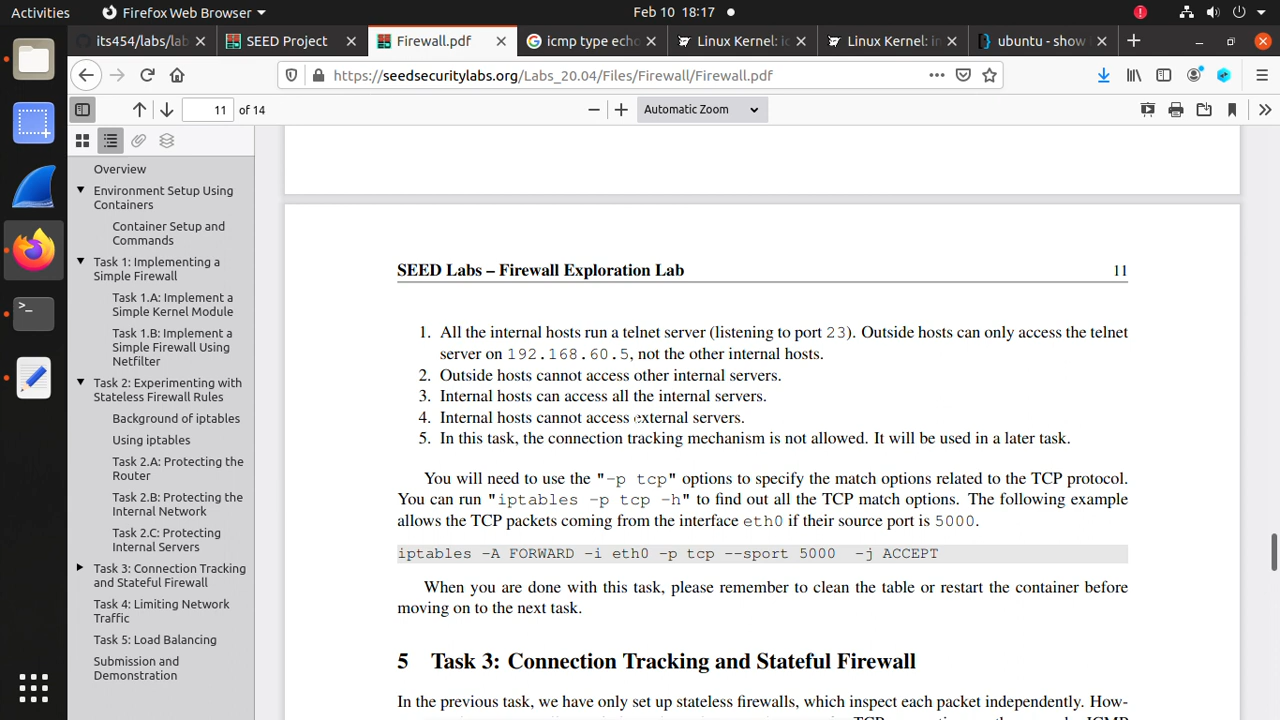 Activities
Firefox Web Browser
Feb 10 18:17
its454/labs/lab
SEED Project
Firewall.pdf
icmp type echo
Linux Kernel: ic
Linux Kernel: in
ubuntu - show
https://seedsecuritylabs.org/Labs_20.04/Files/Firewall/Firewall.pdf
11 of 14
Automatic Zoom
Overview
Environment Setup Using
Containers
Container Setup and
Commands
Task 1: Implementing a
Simple Firewall
Task 1.A: Implement a
Simple Kernel Module
Task 1.B: Implement a
Simple Firewall Using
Netfilter
Task 2: Experimenting with
Stateless Firewall Rules
Background of iptables
Using iptables
Task 2.A: Protecting the
Router
Task 2.B: Protecting the
Internal Network
Task 2.C: Protecting
Internal Servers
Task 3: Connection Tracking
and Stateful Firewall
Task 4: Limiting Network
Traffic
Task 5: Load Balancing
Submission and
Demonstration
SEED Labs – Firewall Exploration Lab 11
1. All the internal hosts run a telnet server (listening to port 23). Outside hosts can only access the telnet
server on 192.168.60.5, not the other internal hosts.
2. Outside hosts cannot access other internal servers.
3. Internal hosts can access all the internal servers.
4. Internal hosts cannot access external servers.
5. In this task, the connection tracking mechanism is not allowed. It will be used in a later task.
You will need to use the "-p tcp" options to specify the match options related to the TCP protocol.
You can run "iptables -p tcp -h" to find out all the TCP match options. The following example
allows the TCP packets coming from the interface eth0 if their source port is 5000.
iptables -A FORWARD -i eth0 -p tcp --sport 5000 -j ACCEPT
When you are done with this task, please remember to clean the table or restart the container before
moving on to the next task.
5 Task 3: Connection Tracking and Stateful Firewall
In the previous task, we have only set up stateless firewalls, which inspect each packet independently. How-